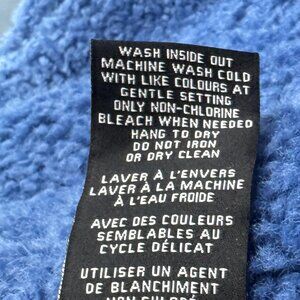 WASH INSIDE OUT
MACHINE WASH COLD
WITH LIKE COLOURS AT
GENTLE SETTING
ONLY NON-CHLORINE
BLEACH WHEN NEEDED
HANG TO DRY
DO NOT IRON
OR DRY CLEAN
LAVER À L'ENVERS
LAVER À LA MACHINE
À L'EAU FROIDE
AVEC DES COULEURS
SEMBLABLES AU
CYCLE DÉLICAT
UTILISER UN AGENT
DE BLANCHIMENT
NON CHLORÉ